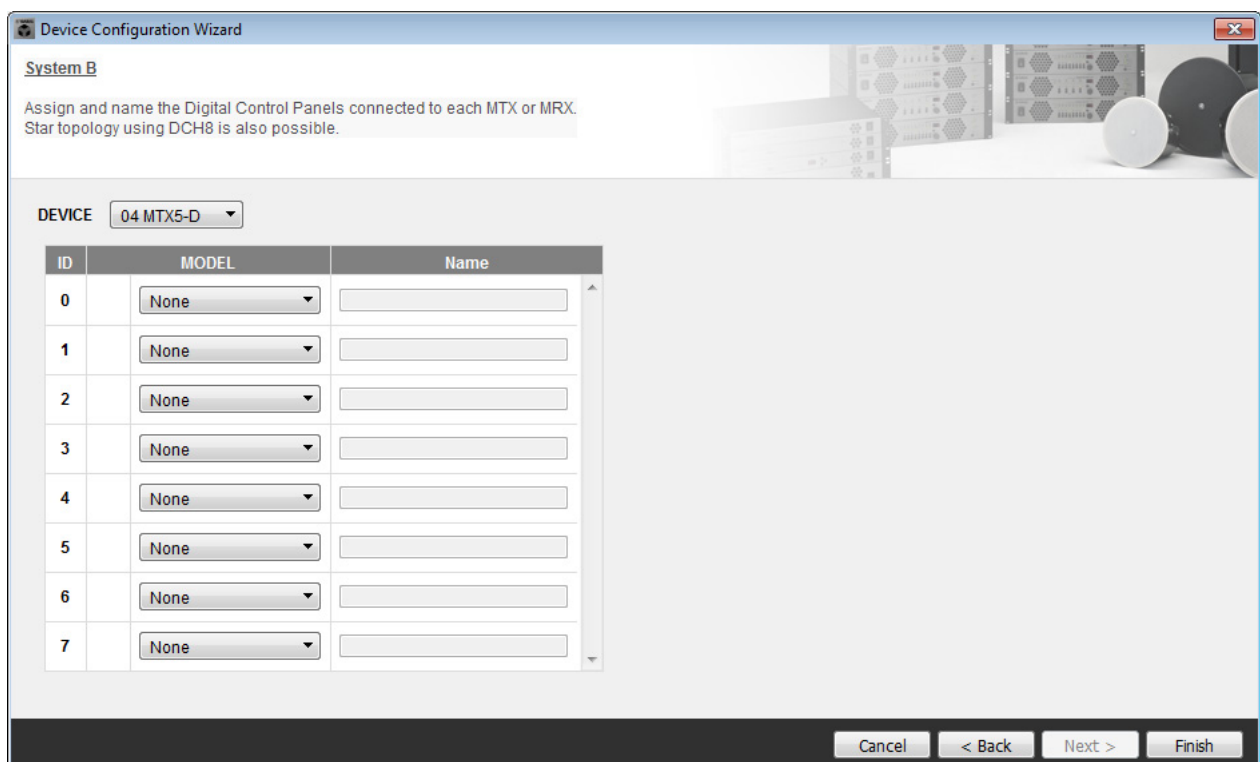 Device Configuration Wizard
System B
Assign and name the Digital Control Panels connected to each MTX or MRX.
Star topology using DCH8 is also possible.
DEVICE 04 MTX5-D
ID MODEL Name
0 None
1 None
2 None
3 None
4 None
5 None
6 None
7 None
Cancel < Back Next > Finish